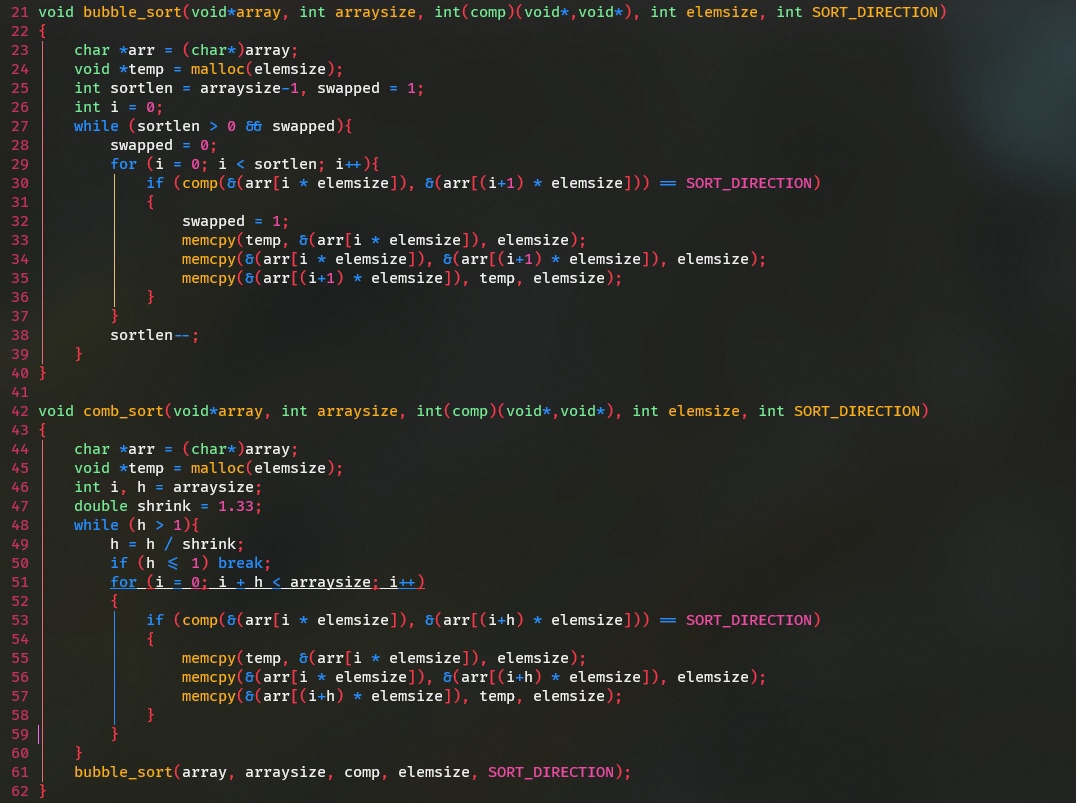 21 void bubble_sort(void*array, int arraysize, int(comp)(void*,void*), int elemsize, int SORT_DIRECTION)
22 {
23     char *arr = (char*)array;
24     void *temp = malloc(elemsize);
25     int sortlen = arraysize-1, swapped = 1;
26     int i = 0;
27     while (sortlen > 0 && swapped){
28         swapped = 0;
29         for (i = 0; i < sortlen; i++){
30             if (comp(&(arr[i * elemsize]), &(arr[(i+1) * elemsize])) == SORT_DIRECTION)
31             {
32                 swapped = 1;
33                 memcpy(temp, &(arr[i * elemsize]), elemsize);
34                 memcpy(&(arr[i * elemsize]), &(arr[(i+1) * elemsize]), elemsize);
35                 memcpy(&(arr[(i+1) * elemsize]), temp, elemsize);
36             }
37         }
38         sortlen--;
39     }
40 }
41
42 void comb_sort(void*array, int arraysize, int(comp)(void*,void*), int elemsize, int SORT_DIRECTION)
43 {
44     char *arr = (char*)array;
45     void *temp = malloc(elemsize);
46     int i, h = arraysize;
47     double shrink = 1.33;
48     while (h > 1){
49         h = h / shrink;
50         if (h <= 1) break;
51         for (i = 0; i + h < arraysize; i++)
52         {
53             if (comp(&(arr[i * elemsize]), &(arr[(i+h) * elemsize])) == SORT_DIRECTION)
54             {
55                 memcpy(temp, &(arr[i * elemsize]), elemsize);
56                 memcpy(&(arr[i * elemsize]), &(arr[(i+h) * elemsize]), elemsize);
57                 memcpy(&(arr[(i+h) * elemsize]), temp, elemsize);
58             }
59         }
60     }
61     bubble_sort(array, arraysize, comp, elemsize, SORT_DIRECTION);
62 }